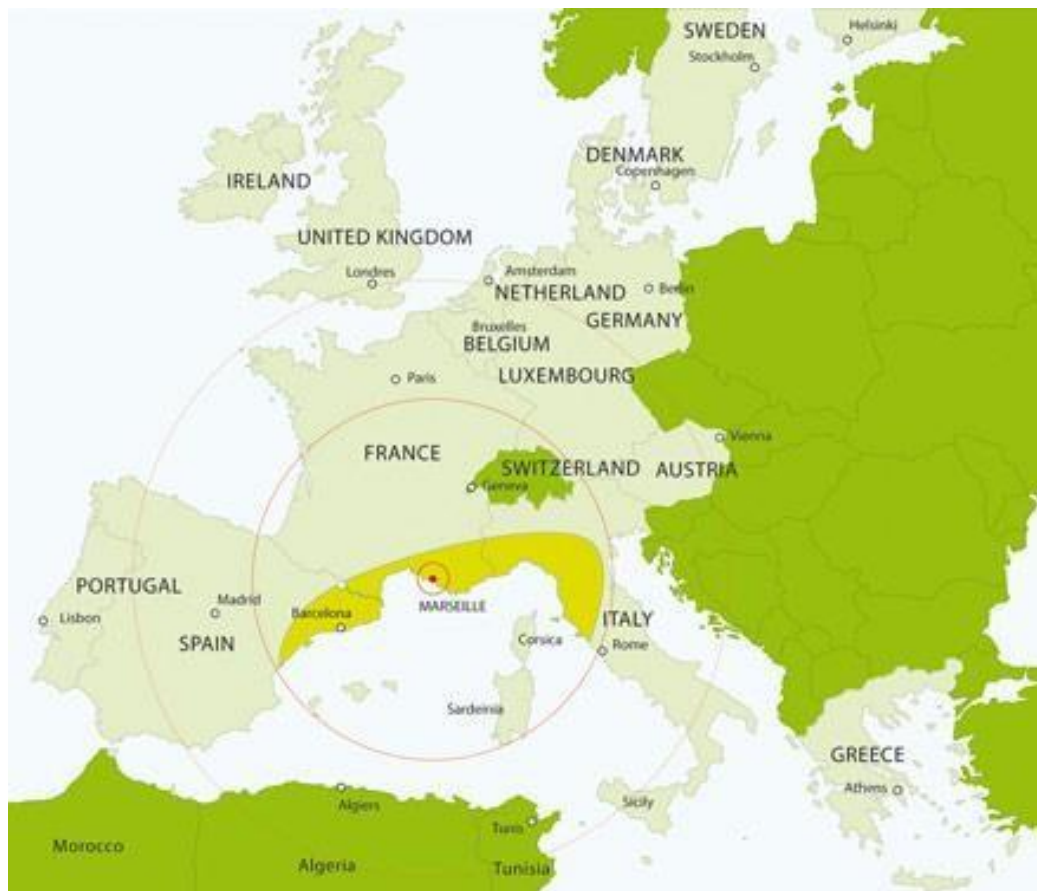 SWEDEN
Helsinki
Stockholm
DENMARK
Copenhagen
IRELAND
UNITED KINGDOM
Londres
Amsterdam
NETHERLAND
Berlin
GERMANY
Bruxelles
BELGIUM
LUXEMBOURG
Paris
FRANCE
Vienna
SWITZERLAND
AUSTRIA
Geneva
PORTUGAL
Madrid
Lisbon
SPAIN
Barcelona
MARSEILLE
ITALY
Corsica
Rome
Sardeinia
GREECE
Athens
Algiers
Sicily
Tunis
Morocco
Algeria
Tunisia